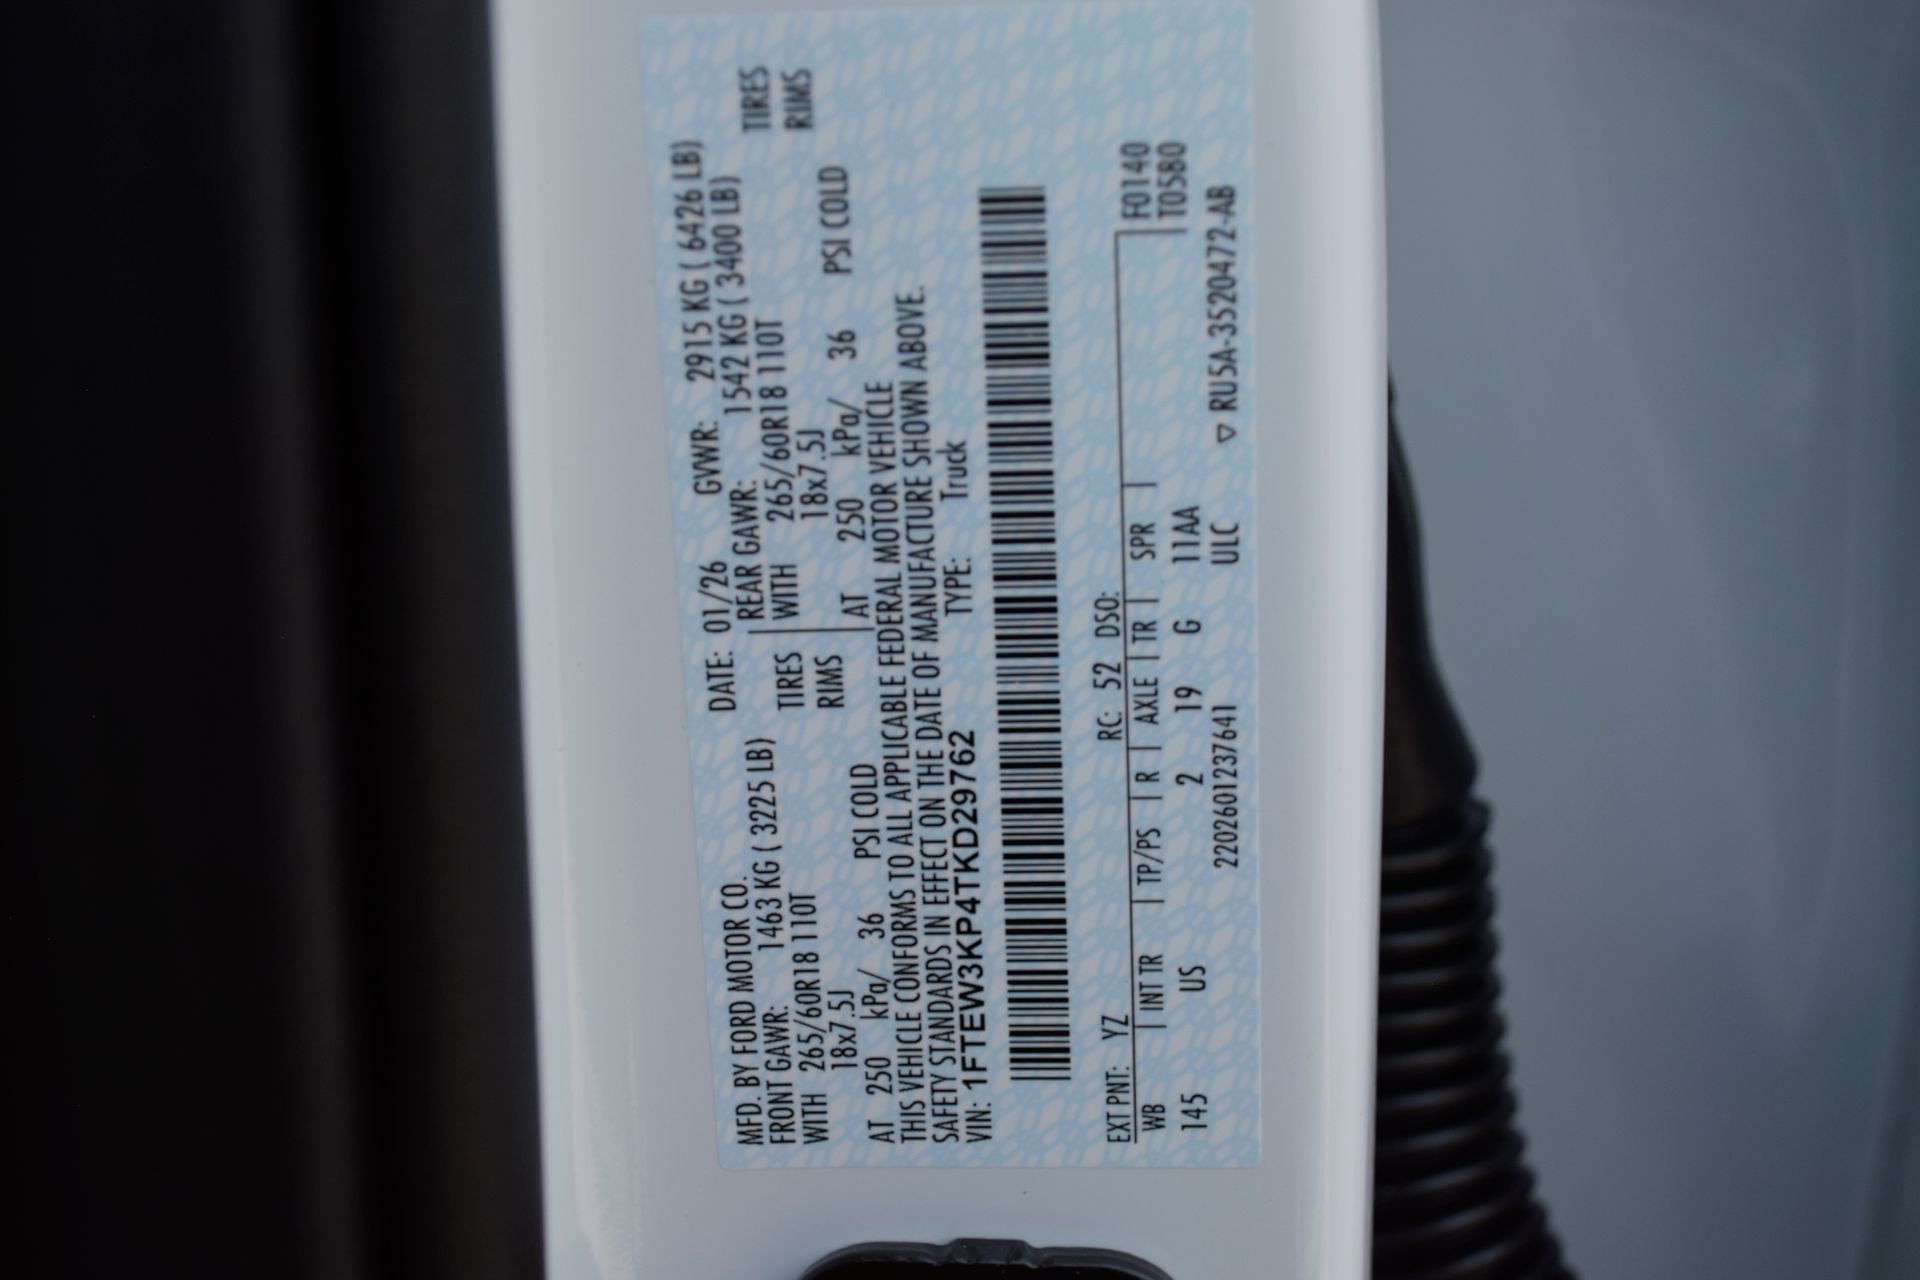 MFD. BY FORD MOTOR CO. DATE: 01/26 GVWR: 2915 KG ( 6426 LB)
FRONT GAWR: 1463 KG ( 3225 LB) REAR GAWR: 1542 KG ( 3400 LB)
WITH 265/60R18 110T TIRES WITH 265/60R18 110T TIRES
18x7.5J RIMS 18x7.5J RIMS
AT 250 kPa/ 36 PSI COLD AT 250 kPa/ 36 PSI COLD
THIS VEHICLE CONFORMS TO ALL APPLICABLE FEDERAL MOTOR VEHICLE
SAFETY STANDARDS IN EFFECT ON THE DATE OF MANUFACTURE SHOWN ABOVE.
VIN: 1FTEW3KP4TKD29762 TYPE: Truck
EXT PNT: YZ RC: 52 DSO: F0140
WB | INT TR | TP/PS | R | AXLE | TR | SPR | T05B0
145 US 2 19 G 11AA
2202601237641 ULC ▽ RU5A-3520472-AB